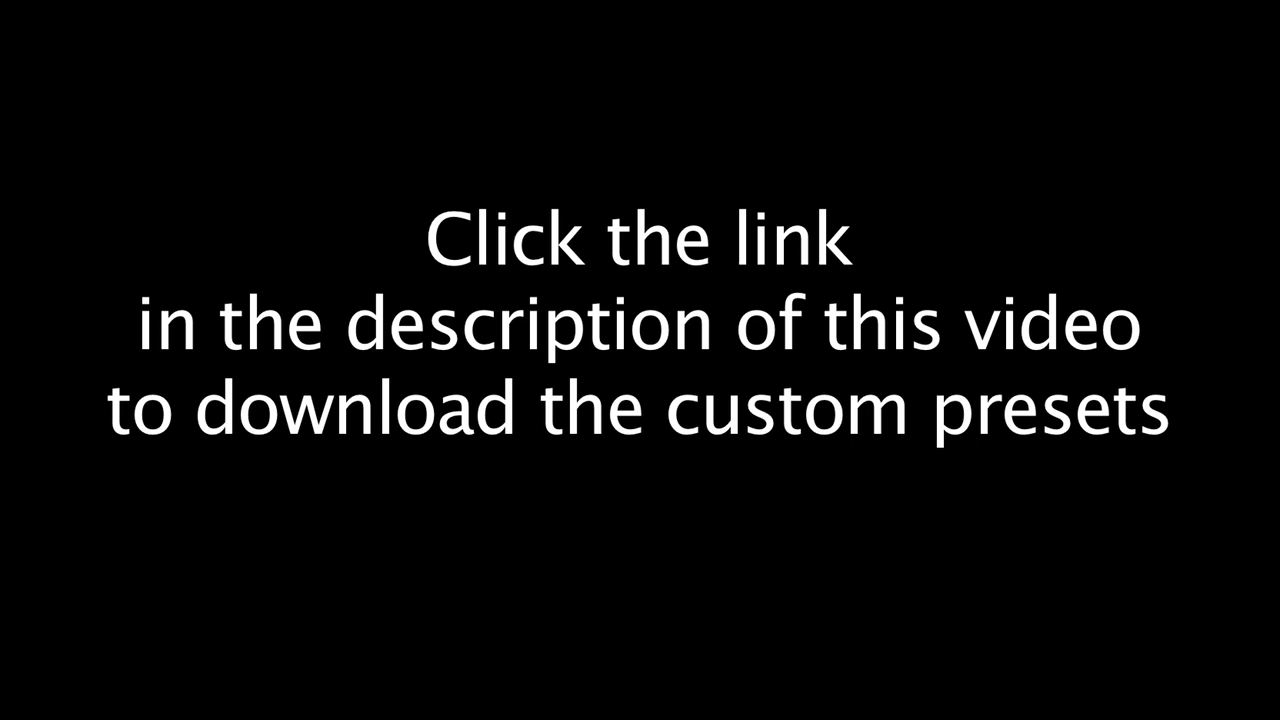 Click the link
in the description of this video
to download the custom presets